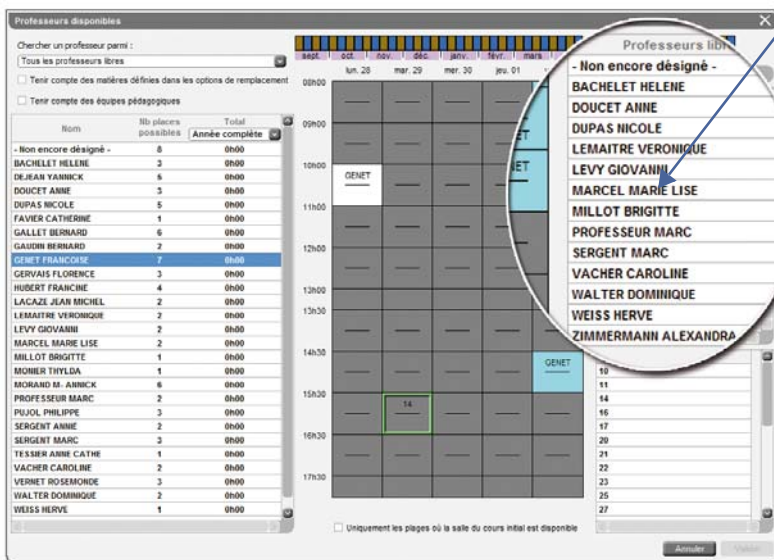 Professeurs disponibles
Chercher un professeur parmi :
Tous les professeurs libres
Tenir compte des matières définies dans les options de remplacement
Tenir compte des équipes pédagogiques
Nom Nb places possibles Total
Année complète
- Non encore désigné - 8 0h00
BACHELET HELENE 3 0h00
DEJEAN YANNICK 5 0h00
DOUCET ANNE 3 0h00
DUPAS NICOLE 5 0h00
FAVIER CATHERINE 1 0h00
GALLET BERNARD 6 0h00
GAUDIN BERNARD 2 0h00
GENET FRANCOISE 7 0h00
GERVAIS FLORENCE 3 0h00
HUBERT FRANCINE 4 0h00
LACAZE JEAN MICHEL 2 0h00
LEMAITRE VERONIQUE 2 0h00
LEVY GIOVANNI 2 0h00
MARCEL MARIE LISE 2 0h00
MILLOT BRIGITTE 1 0h00
MONIER THYLDA 1 0h00
MORAND M- ANNICK 6 0h00
PROFESSEUR MARC 2 0h00
PUJOL PHILIPPE 3 0h00
SERGENT ANNIE 2 0h00
SERGENT MARC 3 0h00
TESSIER ANNE CATHE 1 0h00
VACHER CAROLINE 2 0h00
VERNET ROSEMONDE 3 0h00
WALTER DOMINIQUE 2 0h00
WEISS HERVE 1 0h00
sept. oct. nov. déc. janv. févr. mars
lun. 28 mar. 29 mer. 30 jeu. 01
08h00
09h00
10h00
GENET
11h00
12h00
13h00
13h30
14h30
GENET
15h30
14
16h30
17h30
Uniquement les plages où la salle du cours initial est disponible
Professeurs lib
- Non encore désigné -
BACHELET HELENE
DOUCET ANNE
DUPAS NICOLE
LEMAITRE VERONIQUE
LEVY GIOVANNI
MARCEL MARIE LISE
MILLOT BRIGITTE
PROFESSEUR MARC
SERGENT MARC
VACHER CAROLINE
WALTER DOMINIQUE
WEISS HERVE
ZIMMERMANN ALEXANDRA
10
11
14
16
17
20
21
22
23
25
27
Annuler Valider